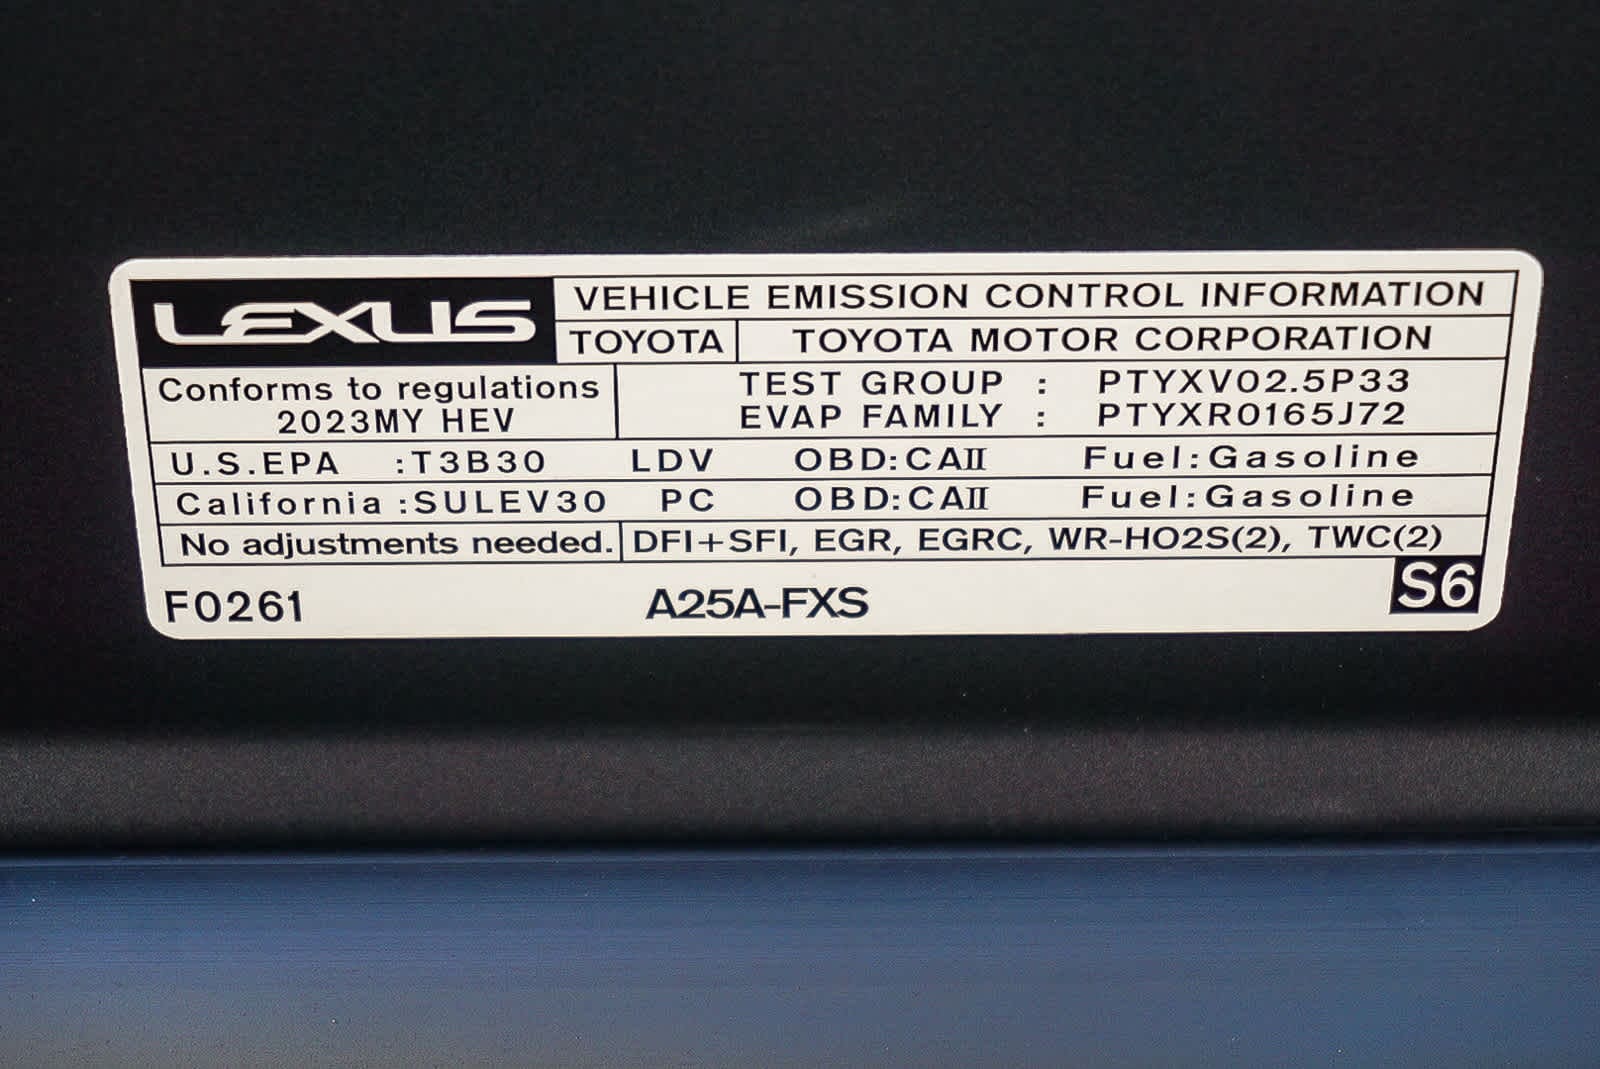 LEXUS VEHICLE EMISSION CONTROL INFORMATION
TOYOTA TOYOTA MOTOR CORPORATION
Conforms to regulations TEST GROUP : PTYXV02.5P33
2023MY HEV EVAP FAMILY : PTYXR0165J72
U.S.EPA :T3B30 LDV OBD:CAII Fuel:Gasoline
California :SULEV30 PC OBD:CAII Fuel:Gasoline
No adjustments needed. DFI+SFI, EGR, EGRC, WR-HO2S(2), TWC(2)
F0261 A25A-FXS S6